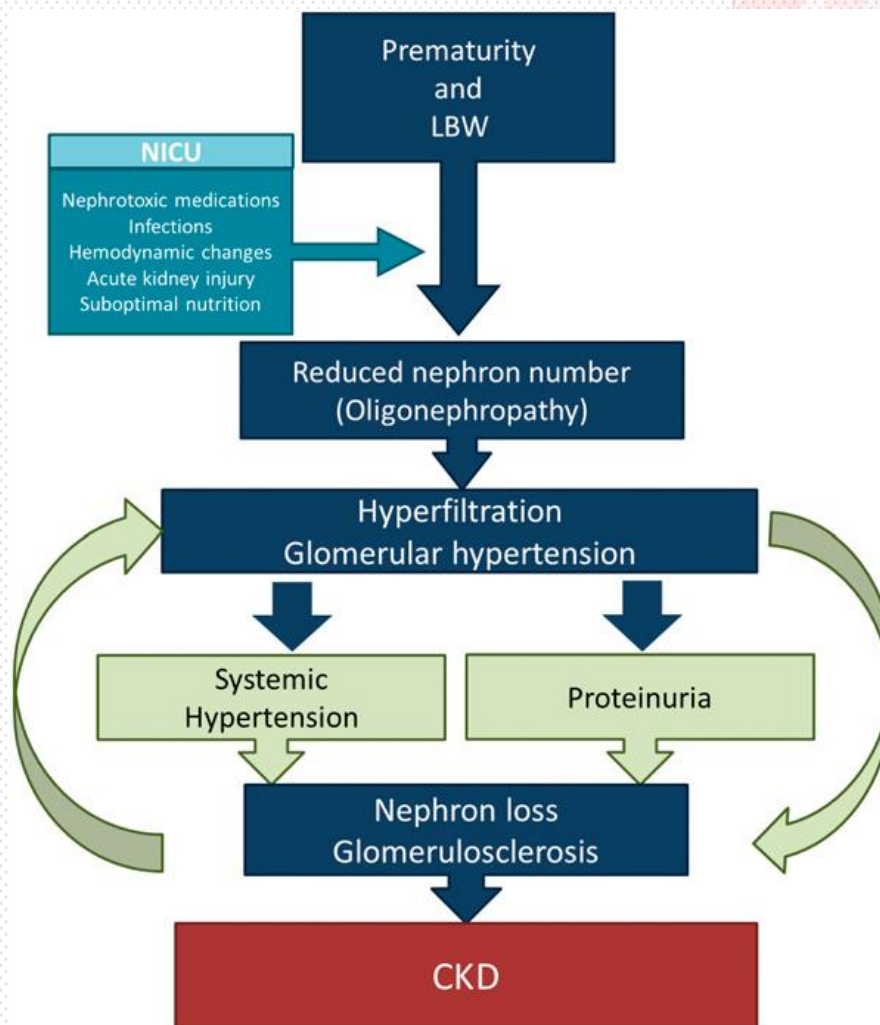 Prematurity
and
LBW
NICU
Nephrotoxic medications
Infections
Hemodynamic changes
Acute kidney injury
Suboptimal nutrition
Reduced nephron number
(Oligonephropathy)
Hyperfiltration
Glomerular hypertension
Systemic
Hypertension
Proteinuria
Nephron loss
Glomerulosclerosis
CKD